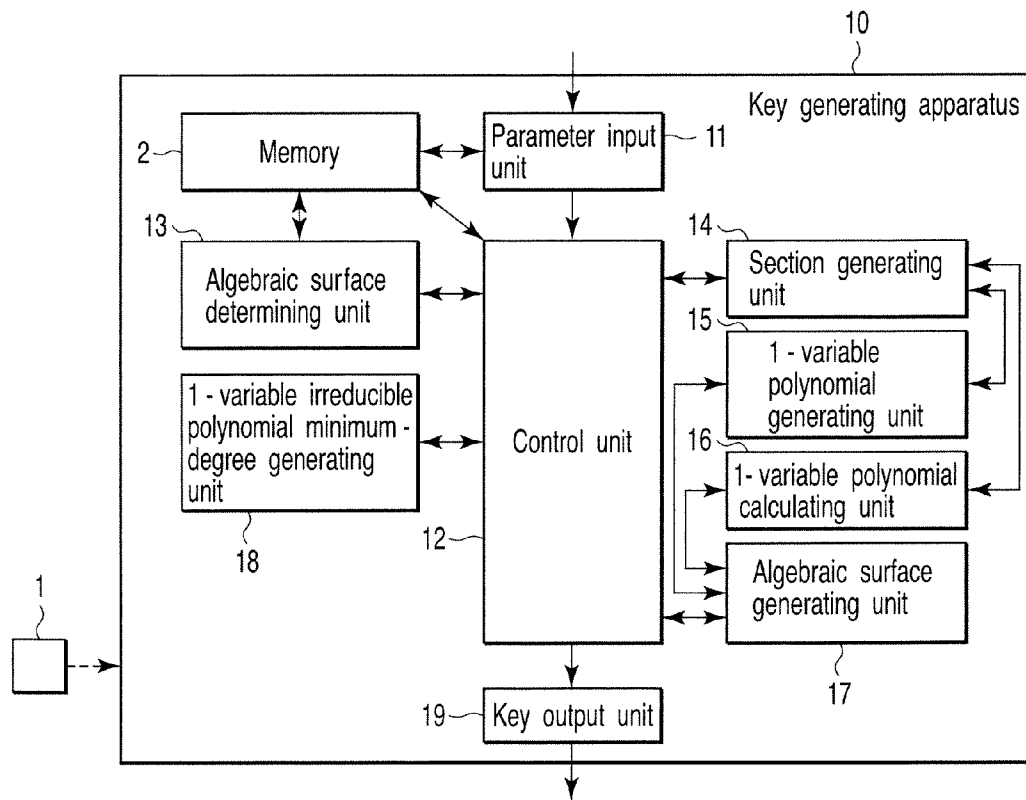 10
Key generating apparatus
2
Memory
Parameter input
unit
11
13
Algebraic surface
determining unit
14
Section generating
unit
15
1 - variable
polynomial
generating unit
1 - variable irreducible
polynomial minimum -
degree generating
unit
18
Control unit
12
16
1- variable polynomial
calculating unit
Algebraic surface
generating unit
17
1
19
Key output unit